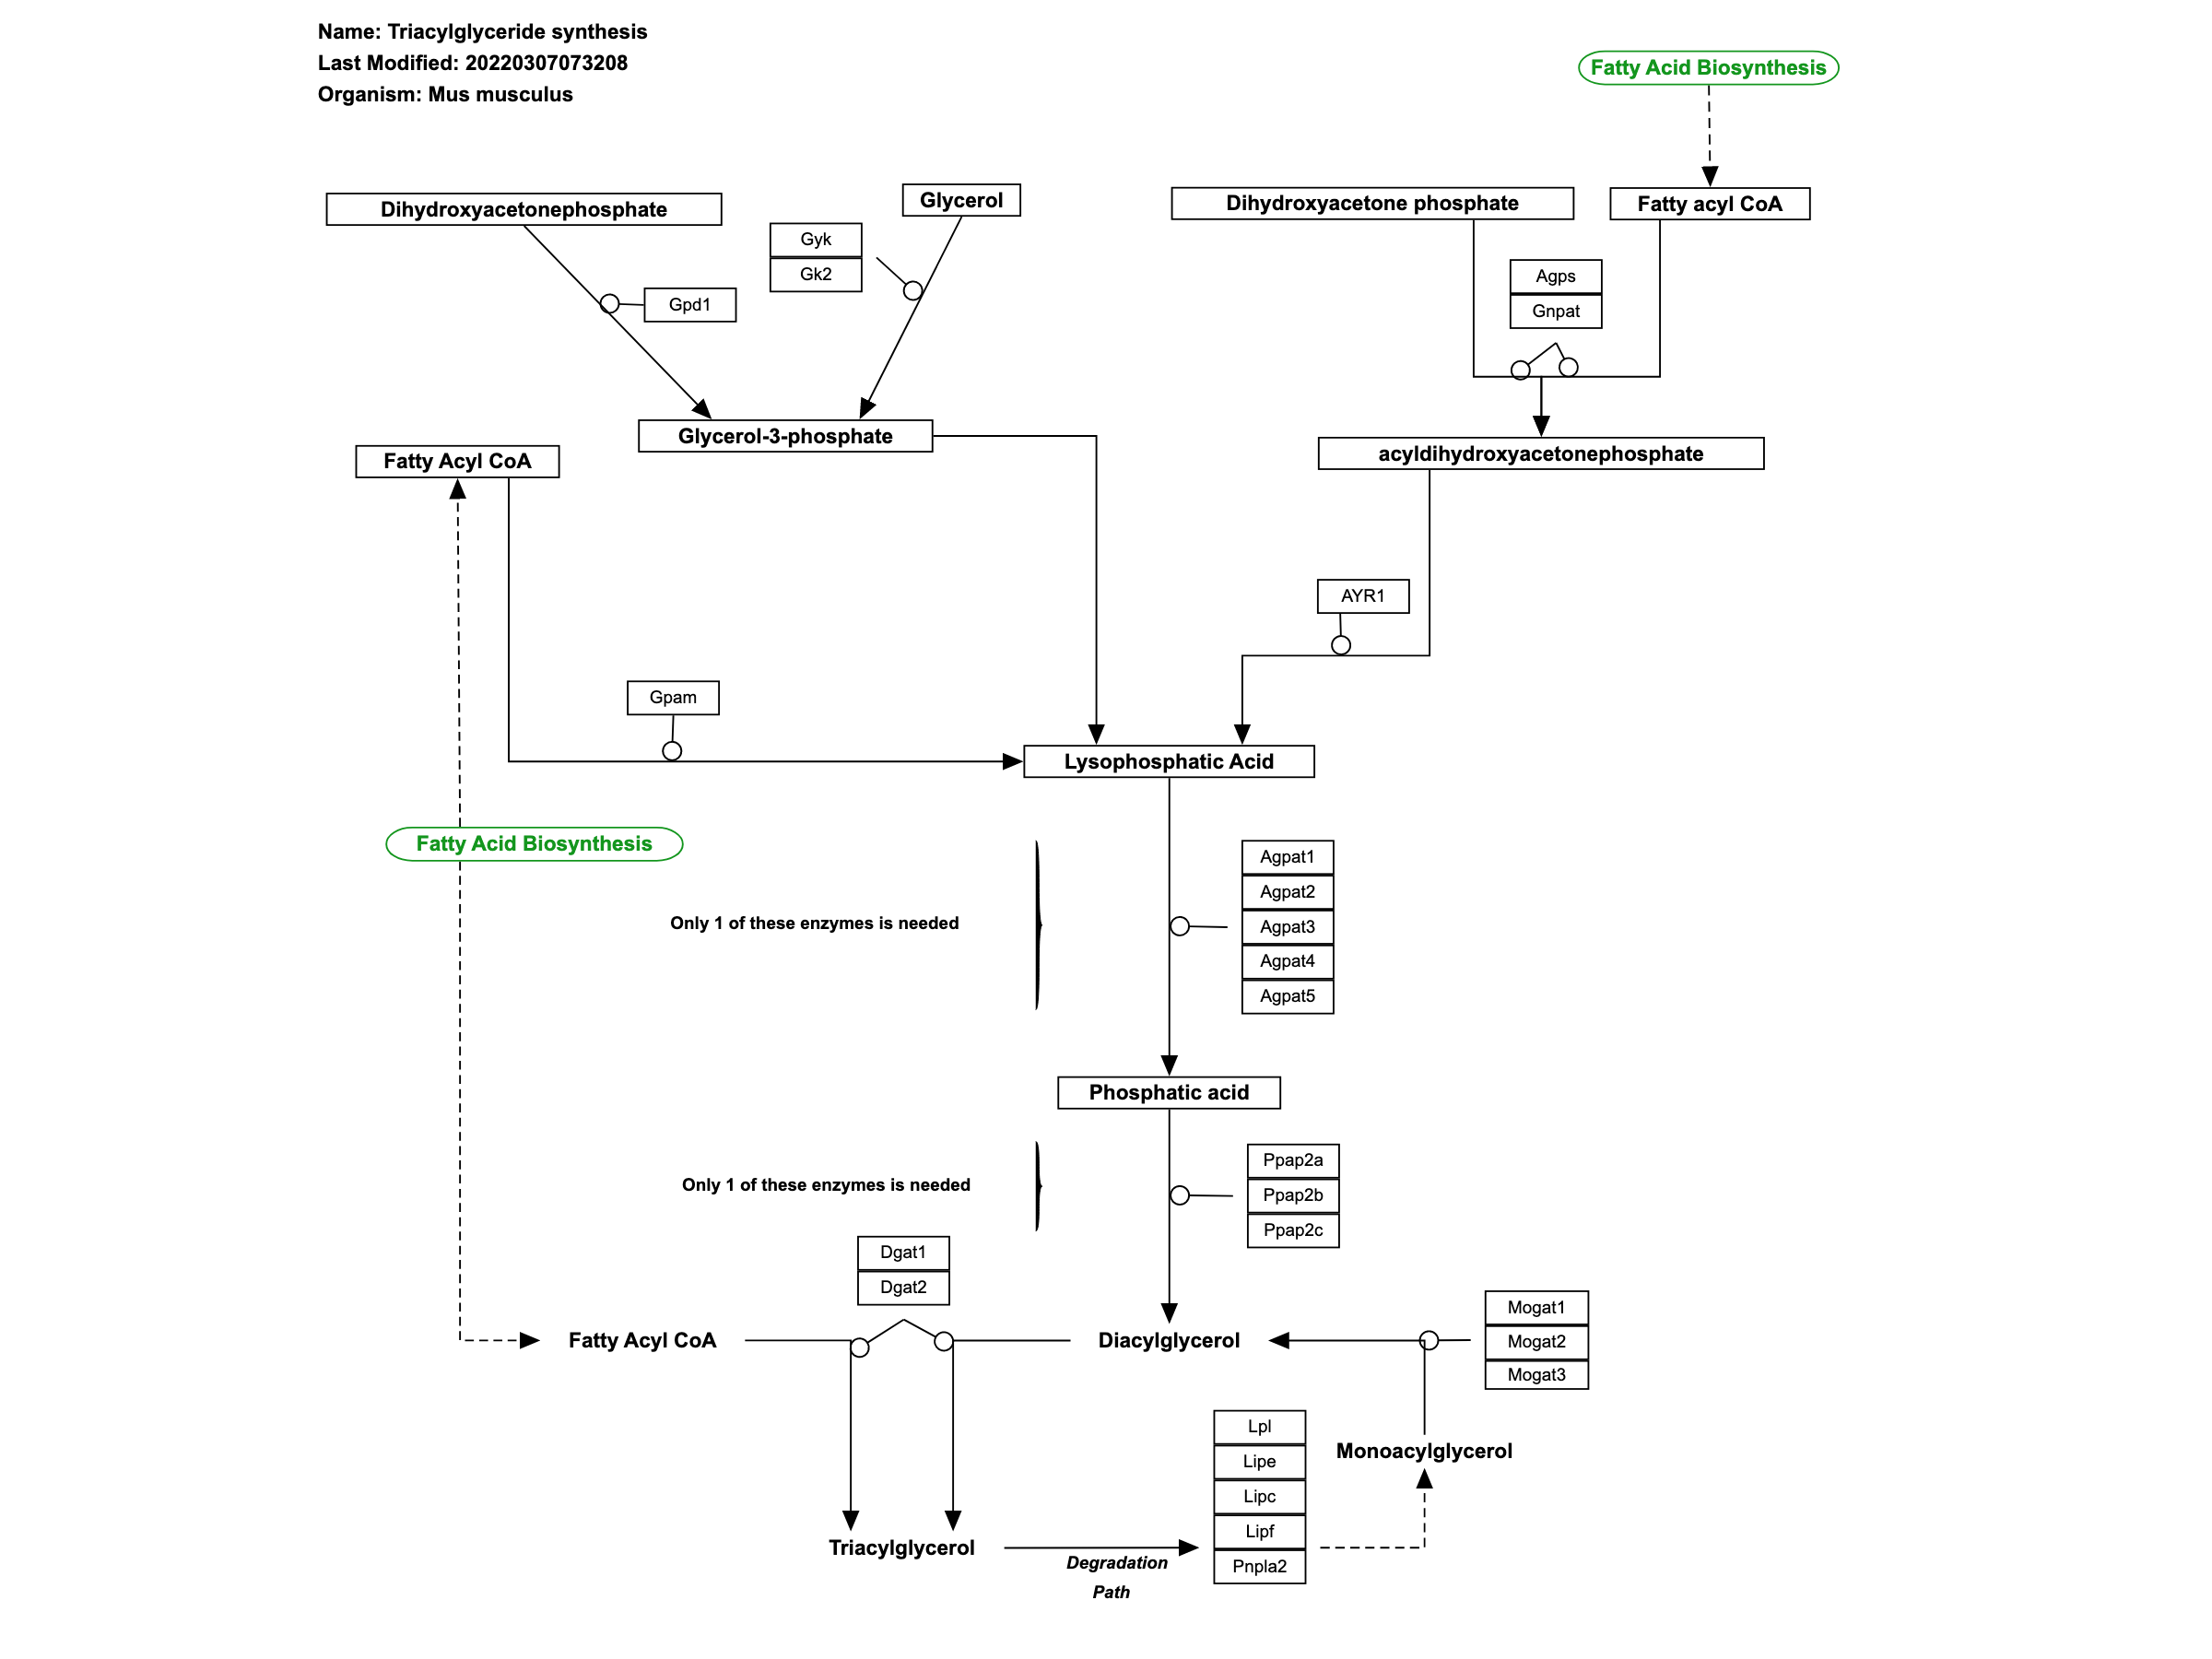 Name: Triacylglyceride synthesis
Last Modified: 20220307073208
Organism: Mus musculus
Fatty Acid Biosynthesis
Dihydroxyacetonephosphate
Glycerol
Dihydroxyacetone phosphate
Fatty acyl CoA
Gyk
Gk2
Gpd1
Agps
Gnpat
Glycerol-3-phosphate
Fatty Acyl CoA
acyldihydroxyacetonephosphate
AYR1
Gpam
Lysophosphatic Acid
Fatty Acid Biosynthesis
Only 1 of these enzymes is needed
Agpat1
Agpat2
Agpat3
Agpat4
Agpat5
Phosphatic acid
Only 1 of these enzymes is needed
Ppap2a
Ppap2b
Ppap2c
Dgat1
Dgat2
Fatty Acyl CoA
Diacylglycerol
Mogat1
Mogat2
Mogat3
Lpl
Lipe
Lipc
Lipf
Pnpla2
Monoacylglycerol
Triacylglycerol
Degradation
Path